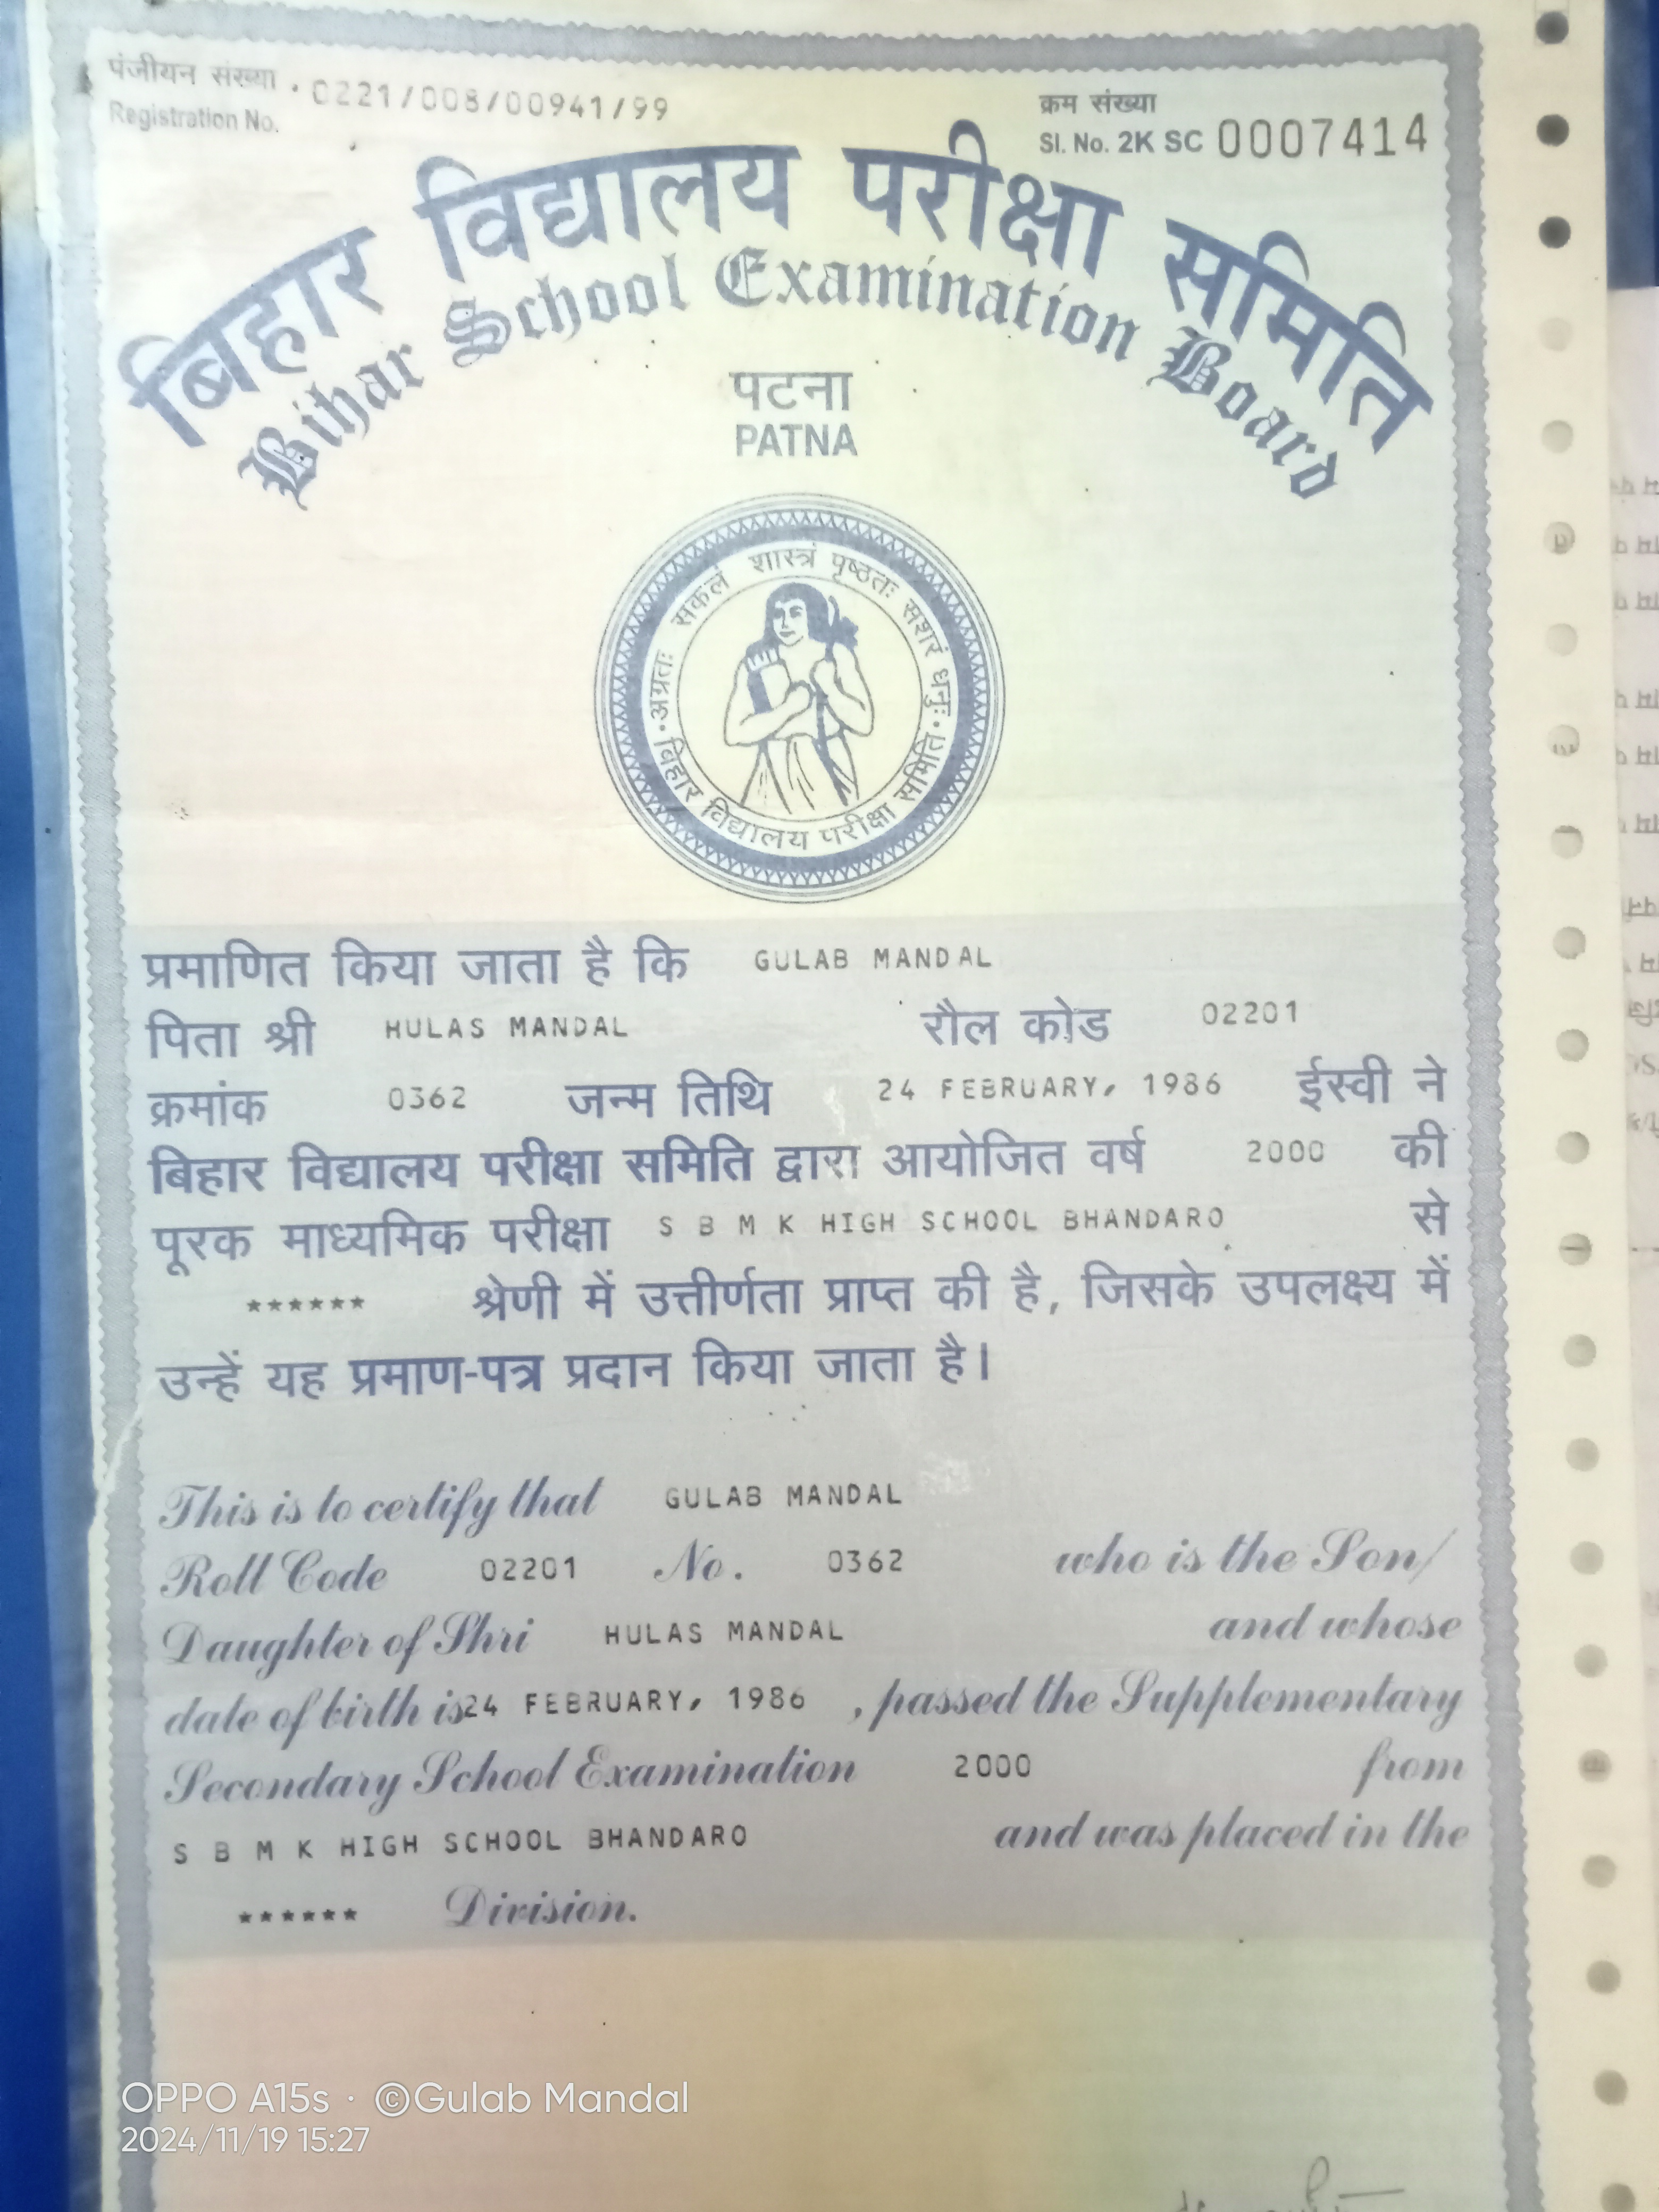 पंजीयन संख्या . 0221/008/00941/99
Registration No.
क्रम संख्या
Sl. No. 2K SC 0007414
बिहार विद्यालय परीक्षा समिति
Bihar School Examination Board
पटना
PATNA
अग्रतः सकलं शास्त्रं पृष्ठतः सशरं धनुः
बिहार विद्यालय परीक्षा समिति
प्रमाणित किया जाता है कि GULAB MANDAL
पिता श्री HULAS MANDAL रौल कोड 02201
क्रमांक 0362 जन्म तिथि 24 FEBRUARY, 1986 ईस्वी ने
बिहार विद्यालय परीक्षा समिति द्वारा आयोजित वर्ष 2000 की
पूरक माध्यमिक परीक्षा S B M K HIGH SCHOOL BHANDARO से
****** श्रेणी में उत्तीर्णता प्राप्त की है, जिसके उपलक्ष्य में
उन्हें यह प्रमाण-पत्र प्रदान किया जाता है।
This is to certify that GULAB MANDAL
Roll Code 02201 No. 0362 who is the Son/
Daughter of Shri HULAS MANDAL and whose
date of birth is 24 FEBRUARY, 1986 , passed the Supplementary
Secondary School Examination 2000 from
S B M K HIGH SCHOOL BHANDARO and was placed in the
****** Division.
OPPO A15s · ©Gulab Mandal
2024/11/19 15:27